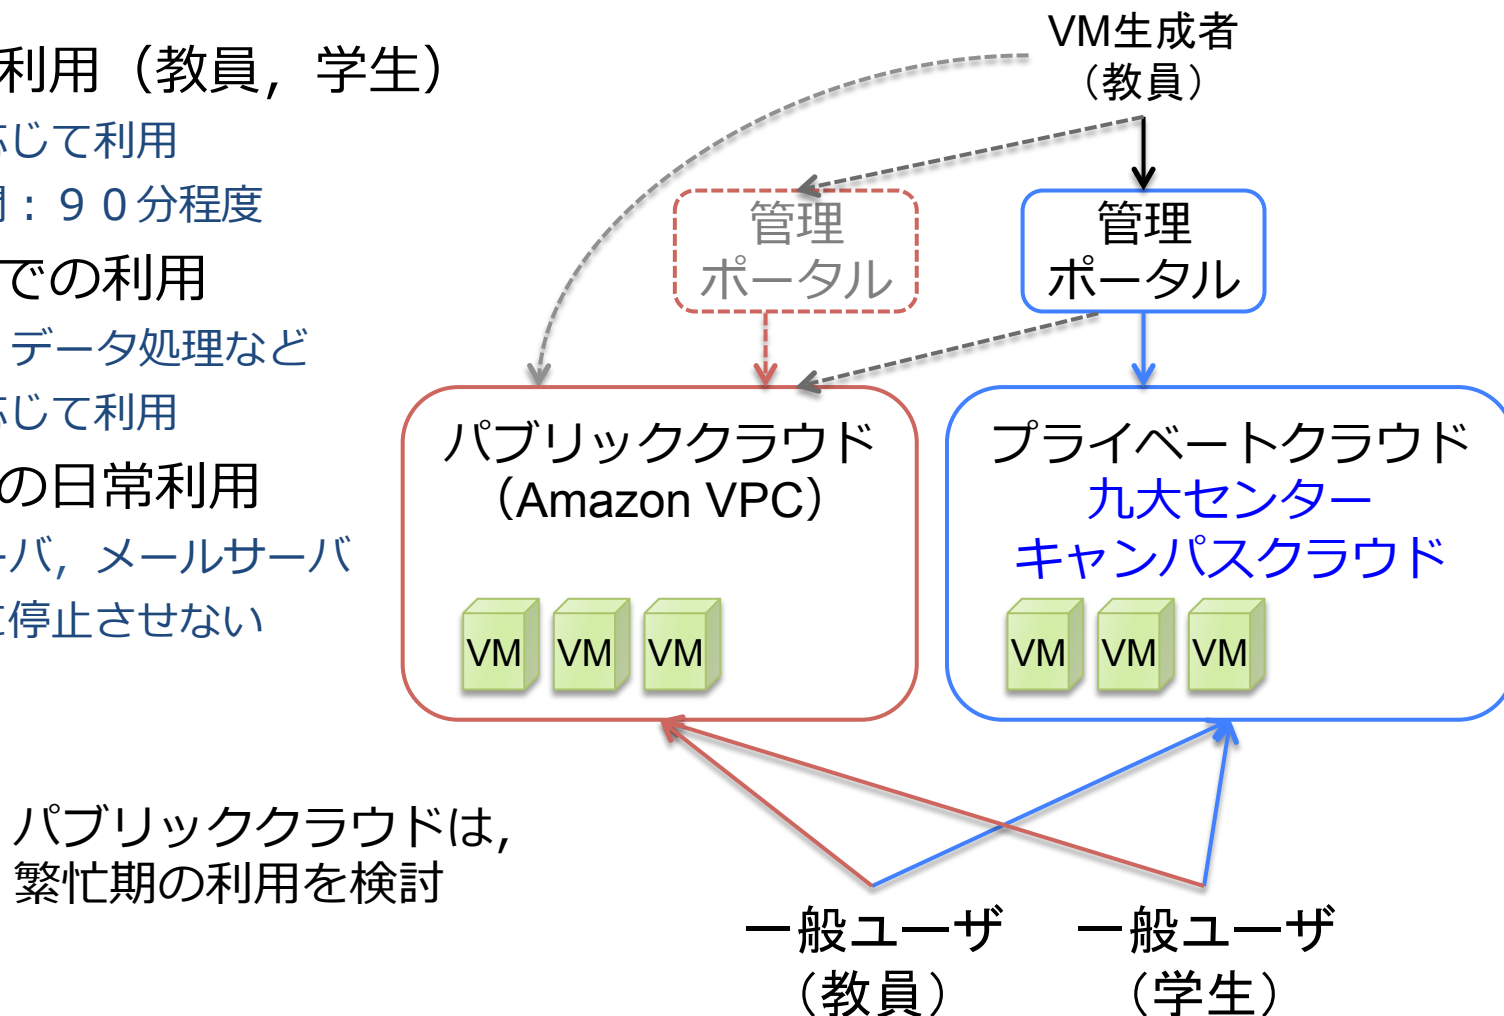 利用（教員，学生）
応じて利用
間：９０分程度
での利用
データ処理など
応じて利用
の日常利用
ーバ，メールサーバ
に停止させない
パブリッククラウドは，
繁忙期の利用を検討
VM生成者
（教員）
管理
ポータル
管理
ポータル
パブリッククラウド
（Amazon VPC）
VM
VM
VM
プライベートクラウド
九大センター
キャンパスクラウド
VM
VM
VM
一般ユーザ
（教員）
一般ユーザ
（学生）